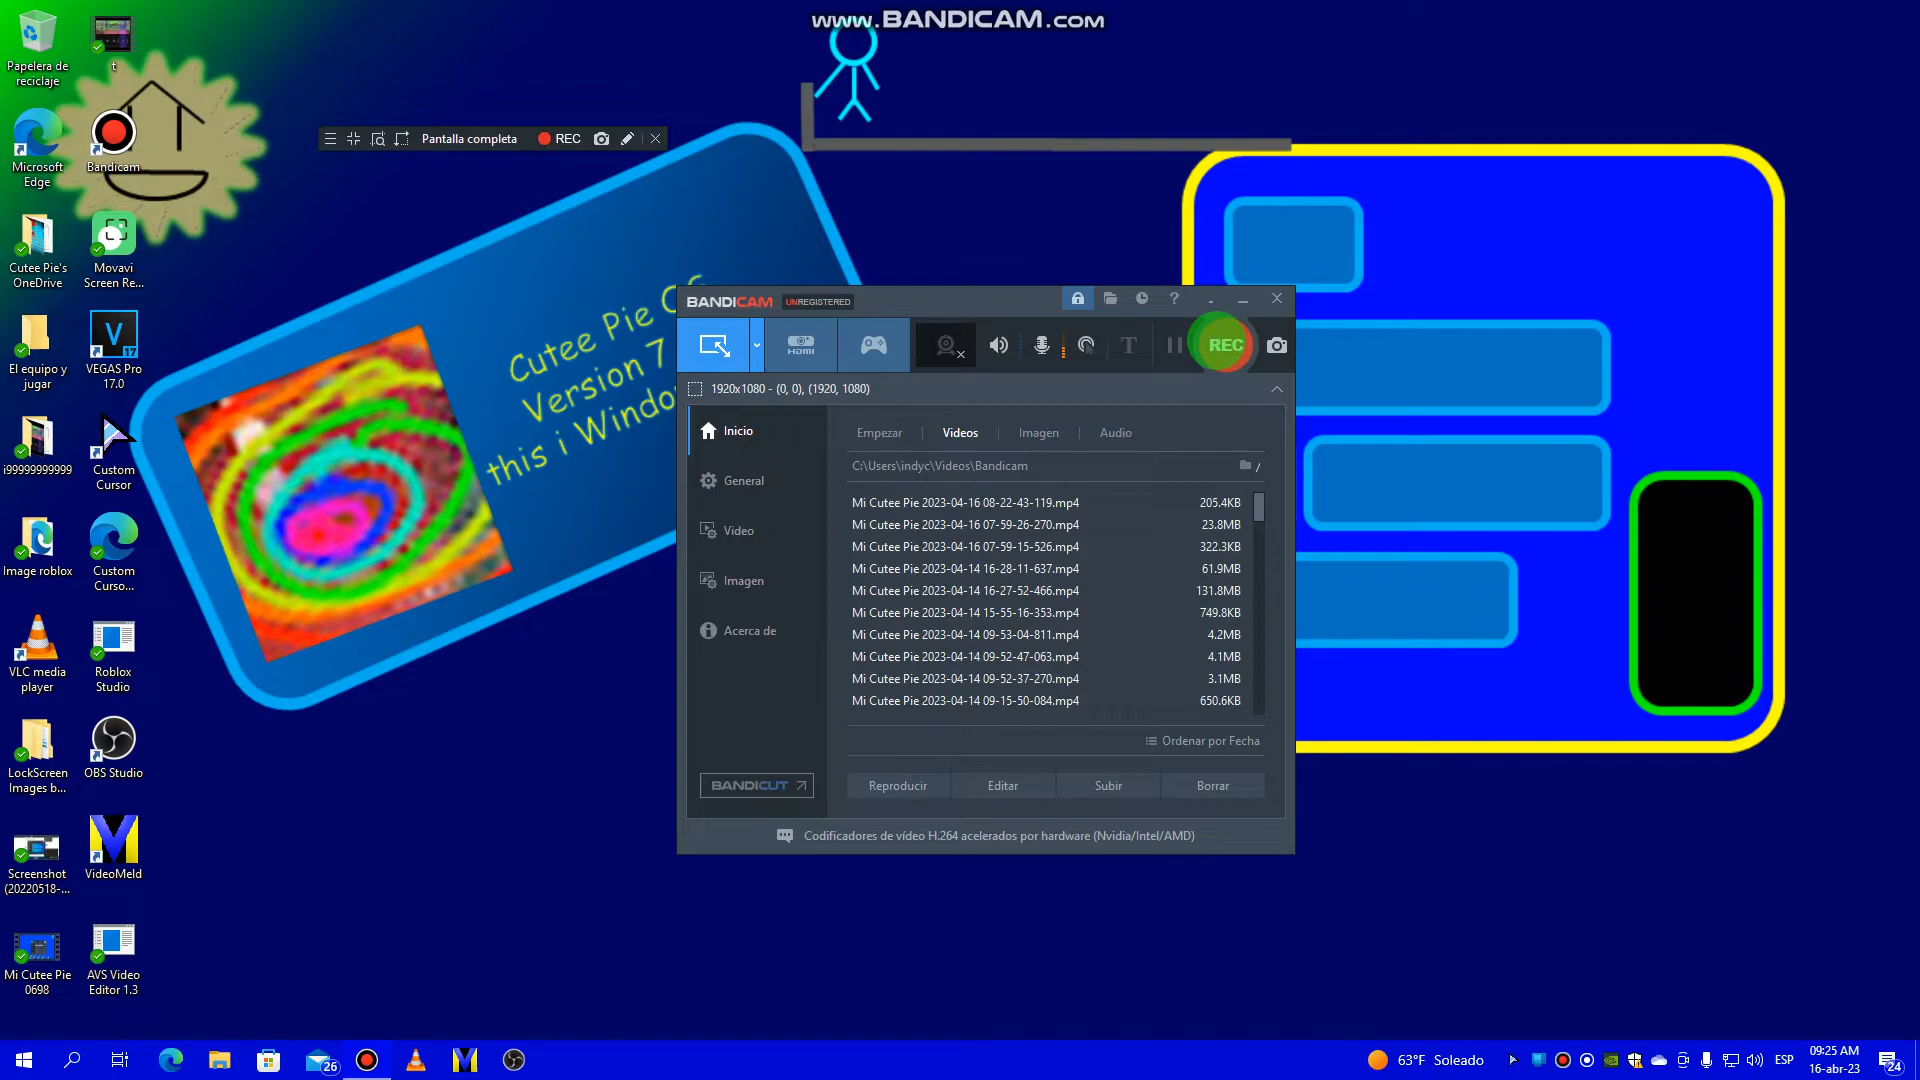 www.BANDICAM.com
Papelera de
reciclaje
t
Microsoft
Edge
Bandicam
Cutee Pie's
OneDrive
Movavi
Screen Re...
El equipo y
jugar
VEGAS Pro
17.0
i99999999999
Custom
Cursor
Image roblox
Custom
Curso...
VLC media
player
Roblox
Studio
LockScreen
Images b...
OBS Studio
Screenshot
(20220518-...
VideoMeld
Mi Cutee Pie
0698
AVS Video
Editor 1.3
Pantalla completa
REC
Cutee Pie
Version 7
this i Windo
BANDICAM UNREGISTERED
?
HDMI
T
REC
1920x1080 - (0, 0), (1920, 1080)
Inicio
General
Video
Imagen
Acerca de
BANDICUT
Empezar
Videos
Imagen
Audio
C:\Users\indyc\Videos\Bandicam
/
Mi Cutee Pie 2023-04-16 08-22-43-119.mp4 205.4KB
Mi Cutee Pie 2023-04-16 07-59-26-270.mp4 23.8MB
Mi Cutee Pie 2023-04-16 07-59-15-526.mp4 322.3KB
Mi Cutee Pie 2023-04-14 16-28-11-637.mp4 61.9MB
Mi Cutee Pie 2023-04-14 16-27-52-466.mp4 131.8MB
Mi Cutee Pie 2023-04-14 15-55-16-353.mp4 749.8KB
Mi Cutee Pie 2023-04-14 09-53-04-811.mp4 4.2MB
Mi Cutee Pie 2023-04-14 09-52-47-063.mp4 4.1MB
Mi Cutee Pie 2023-04-14 09-52-37-270.mp4 3.1MB
Mi Cutee Pie 2023-04-14 09-15-50-084.mp4 650.6KB
Ordenar por Fecha
Reproducir
Editar
Subir
Borrar
Codificadores de vídeo H.264 acelerados por hardware (Nvidia/Intel/AMD)
26
63°F Soleado
ESP
09:25 AM
16-abr-23
24